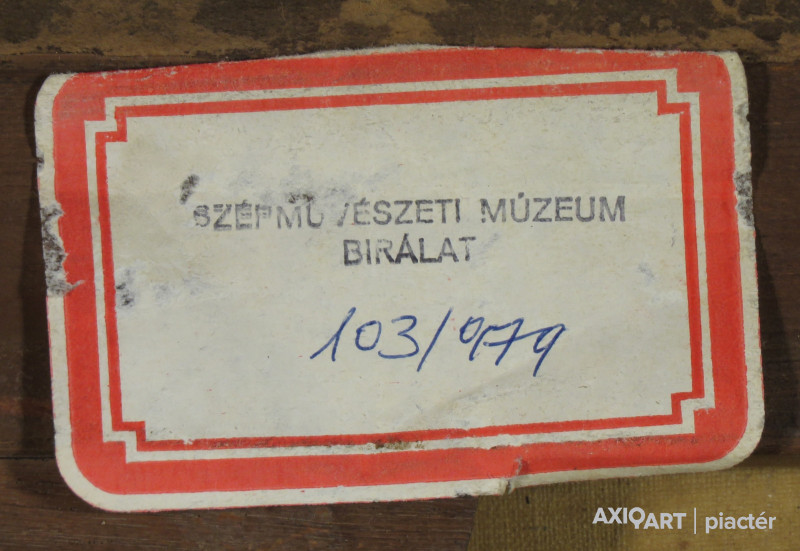 SZÉPMŰVÉSZETI MÚZEUM
BIRÁLAT
103/979
AXIOART | piactér